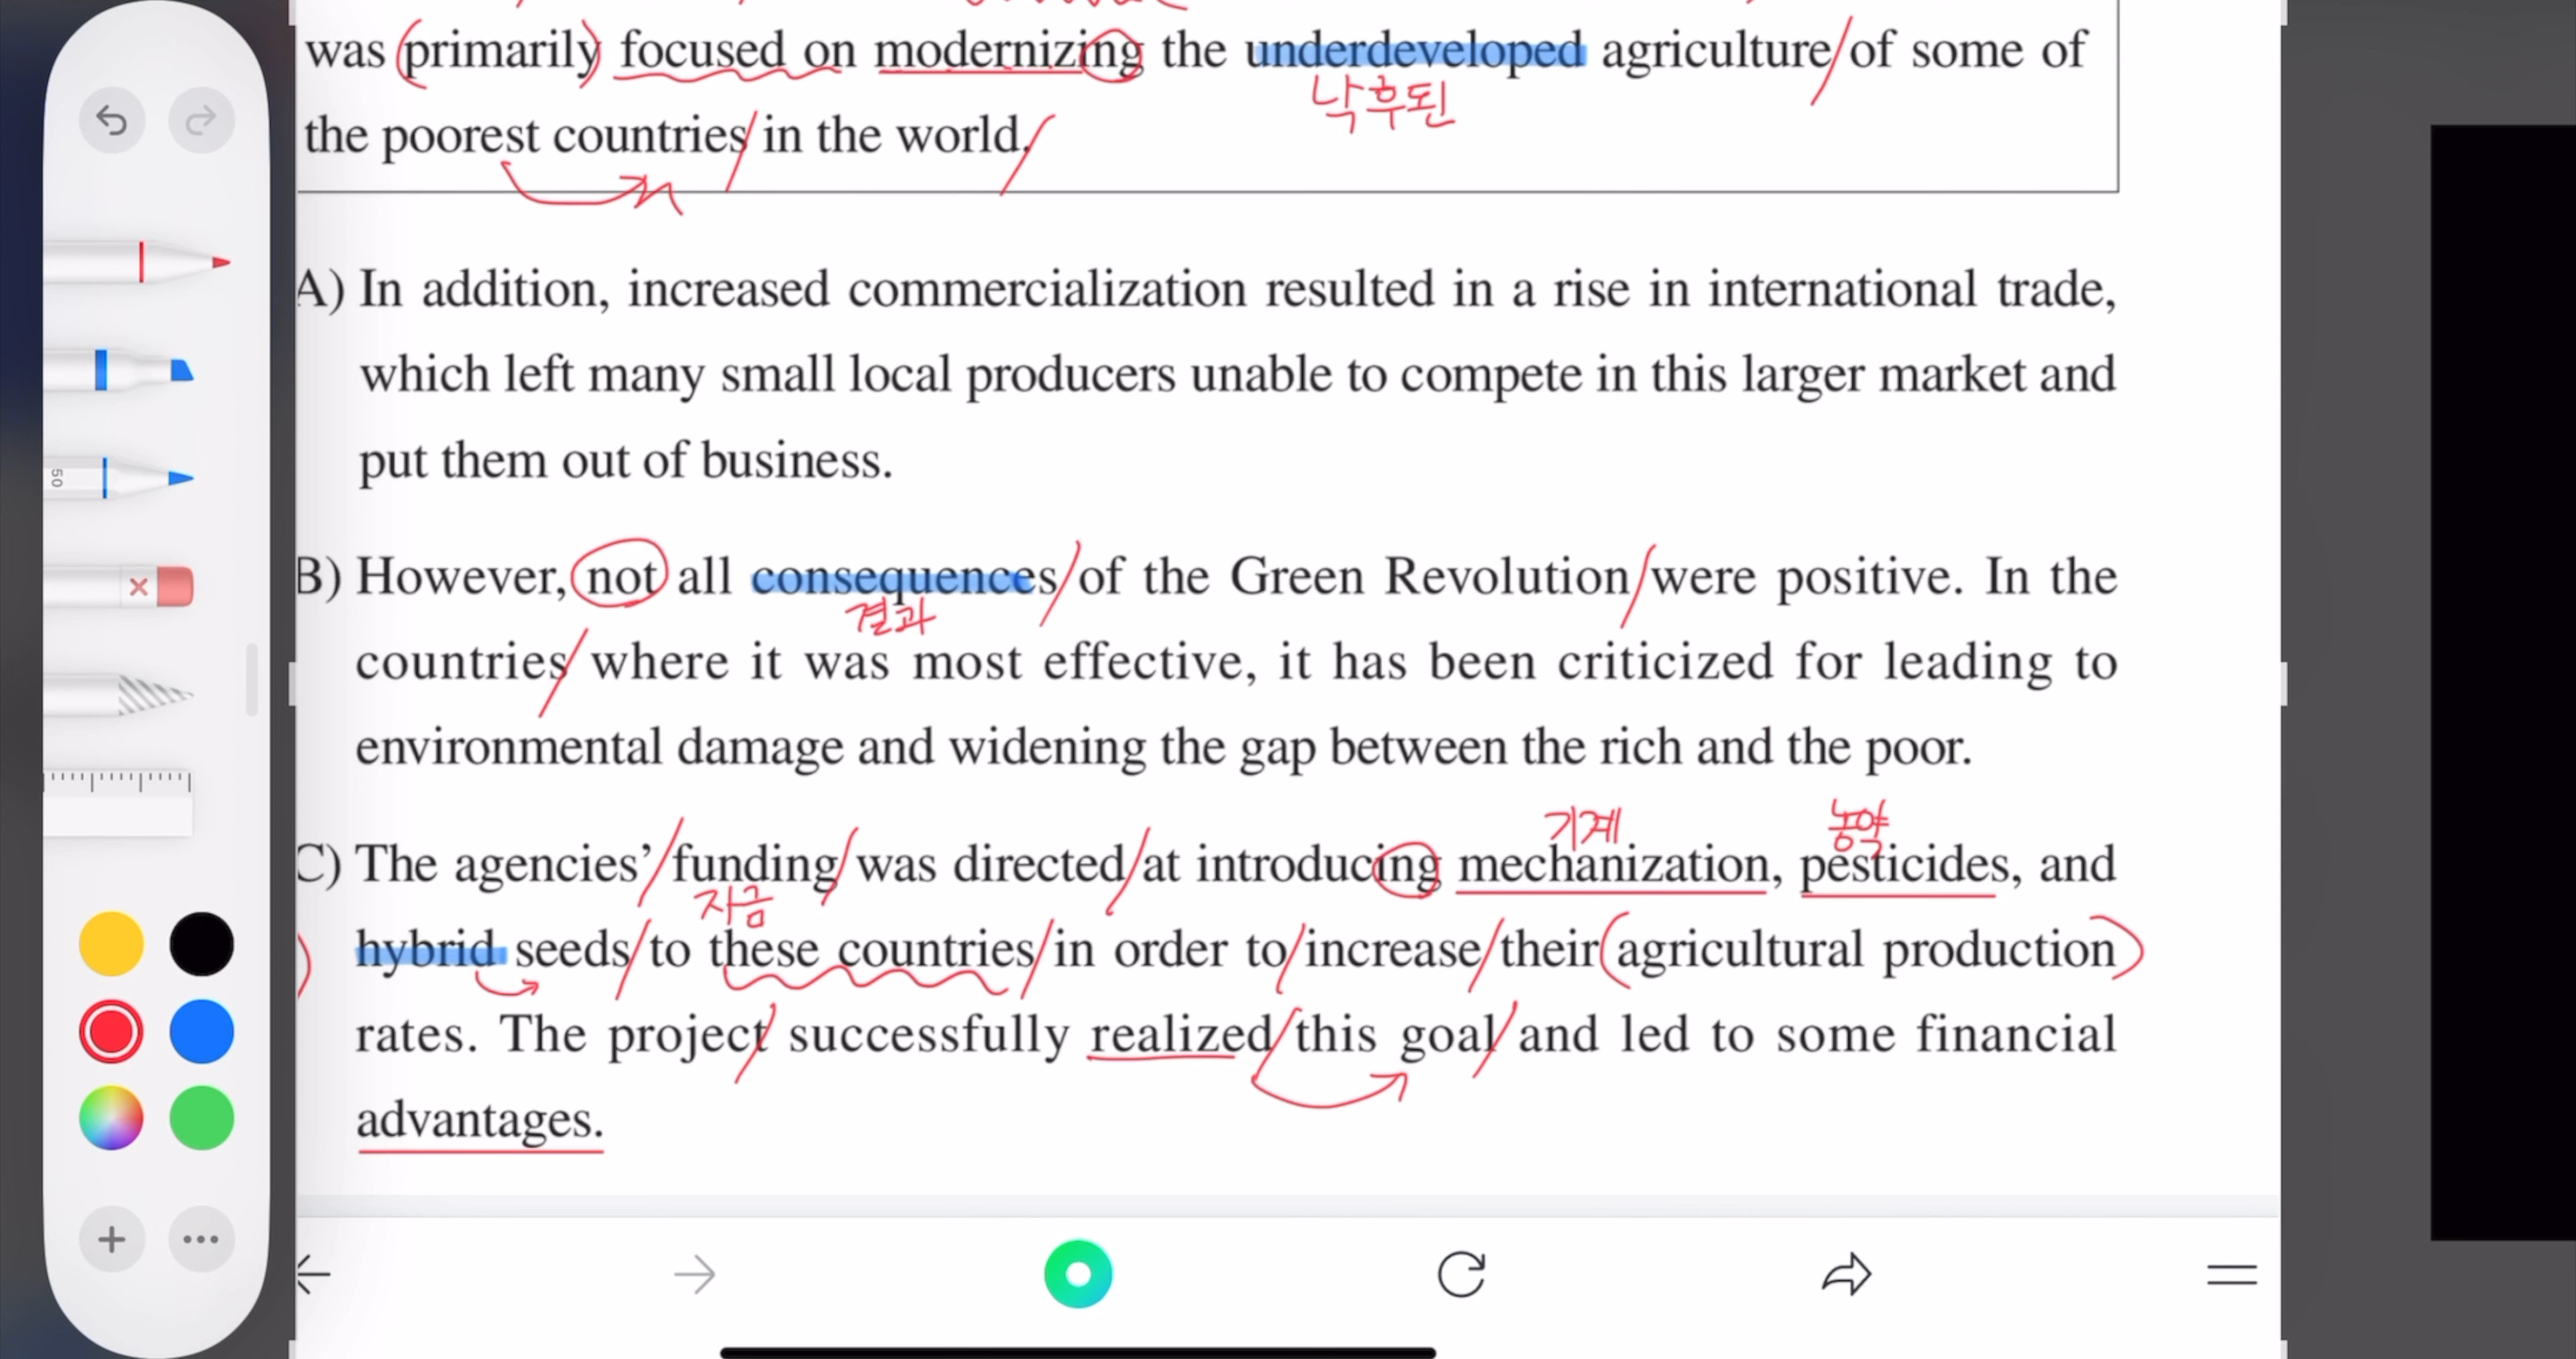 was primarily focused on modernizing the underdeveloped agriculture of some of
낙후된
the poorest countries in the world.
A) In addition, increased commercialization resulted in a rise in international trade,
which left many small local producers unable to compete in this larger market and
put them out of business.
B) However, not all consequences of the Green Revolution were positive. In the
결과
countries where it was most effective, it has been criticized for leading to
environmental damage and widening the gap between the rich and the poor.
기계 농약
C) The agencies' funding was directed at introducing mechanization, pesticides, and
자금
hybrid seeds to these countries in order to increase their agricultural production
rates. The project successfully realized this goal and led to some financial
advantages.
50